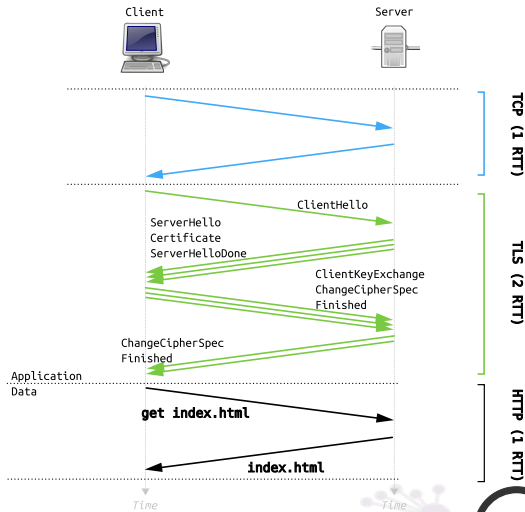 Client
Server
TCP (1 RTT)
ClientHello
ServerHello
Certificate
ServerHelloDone
TLS (2 RTT)
ClientKeyExchange
ChangeCipherSpec
Finished
ChangeCipherSpec
Finished
Application
Data
get index.html
HTTP (1 RTT)
index.html
Time
Time